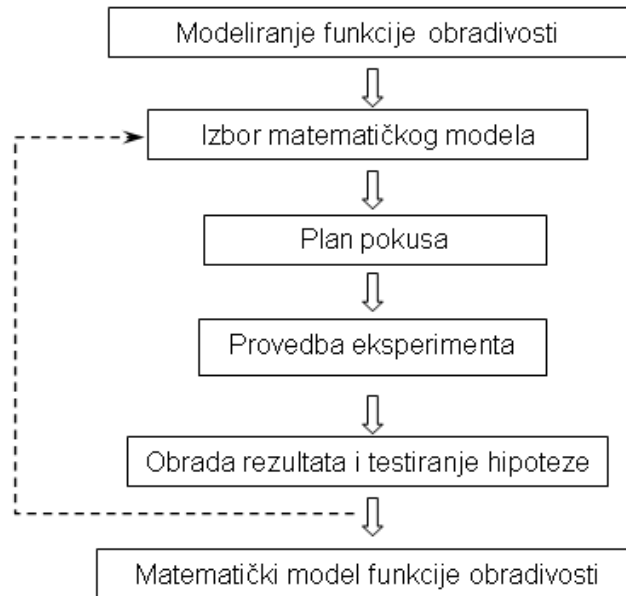 Modeliranje funkcije obradivosti
Izbor matematičkog modela
Plan pokusa
Provedba eksperimenta
Obrada rezultata i testiranje hipoteze
Matematički model funkcije obradivosti